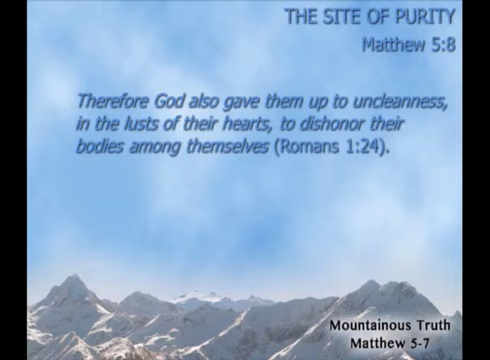 THE SITE OF PURITY
Matthew 5:8
Therefore God also gave them up to uncleanness,
in the lusts of their hearts, to dishonor their
bodies among themselves (Romans 1:24).
Mountainous Truth
Matthew 5-7